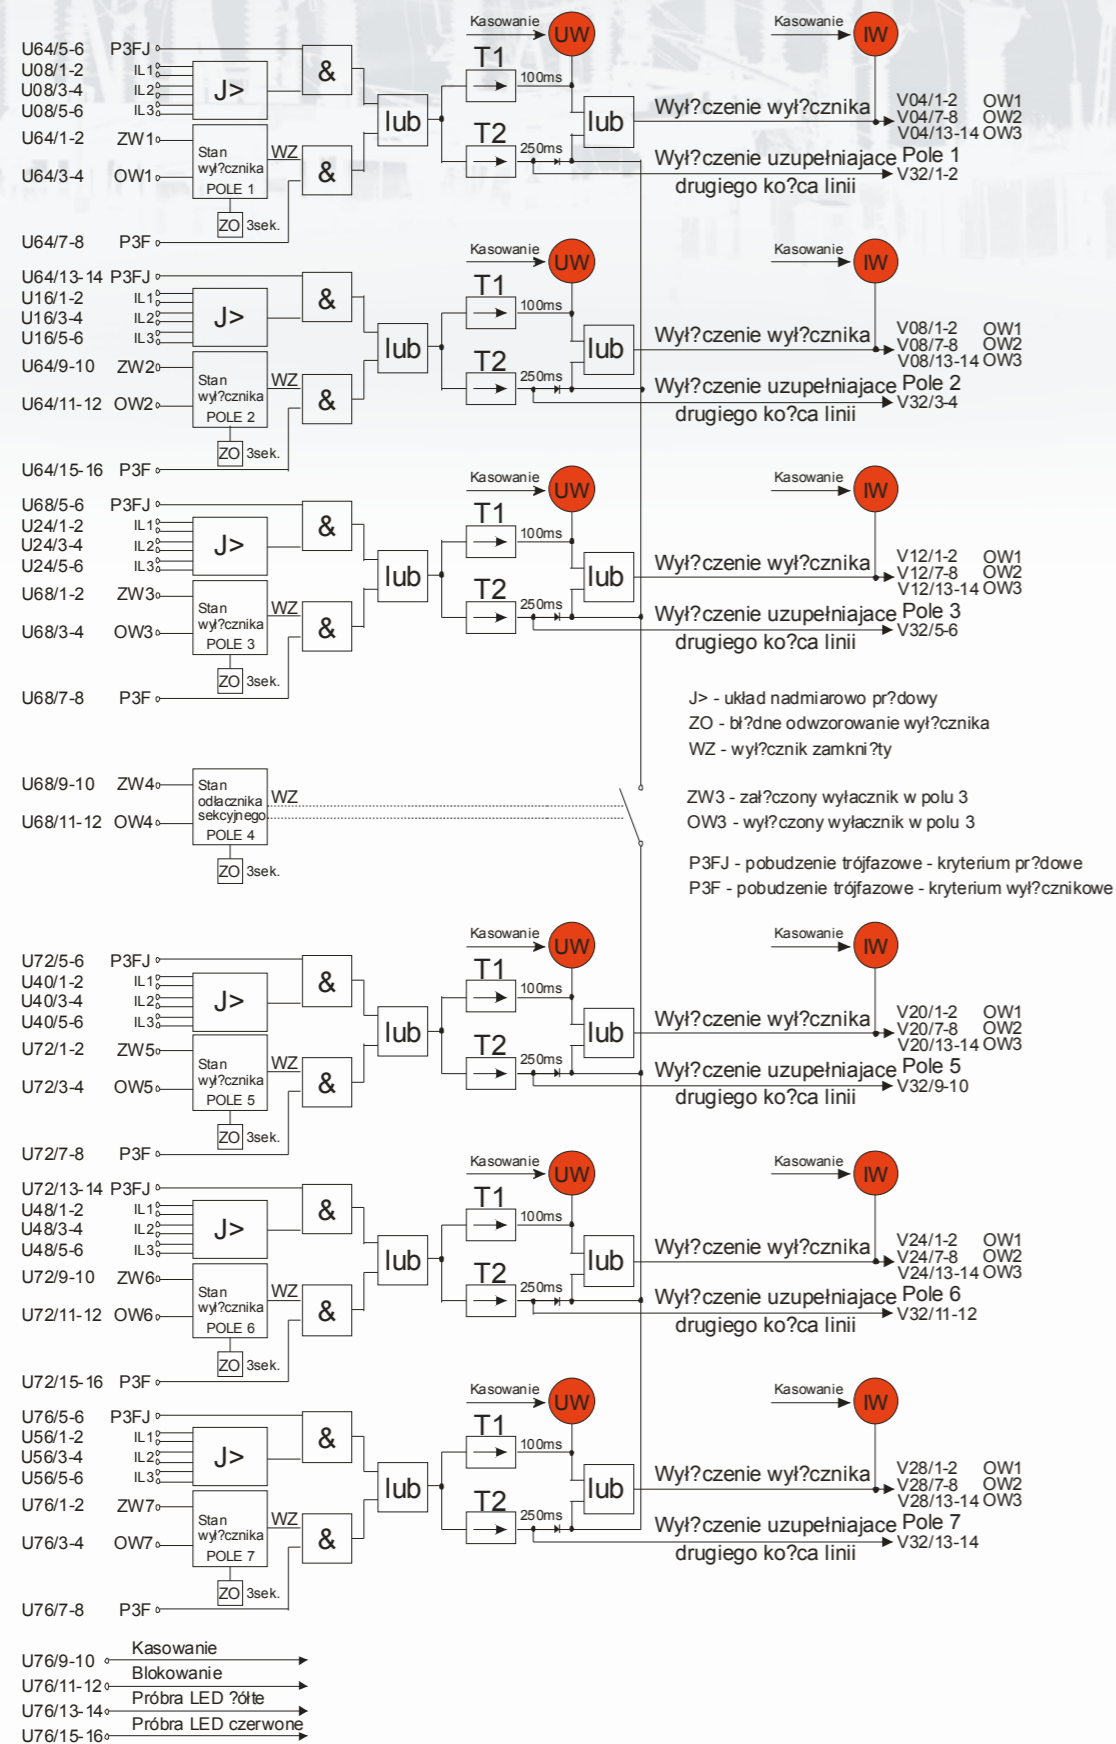 Kasowanie UW Kasowanie IW
U64/5-6 P3FJ & T1 100ms
U08/1-2 IL1 J>
U08/3-4 IL2
U08/5-6 IL3 lub lub Wył?czenie wył?cznika V04/1-2 OW1
V04/7-8 OW2
V04/13-14 OW3
U64/1-2 ZW1 Stan wył?cznika POLE 1 WZ & T2 250ms Wył?czenie uzupełniajace Pole 1
U64/3-4 OW1 drugiego ko?ca linii V32/1-2
ZO 3sek.
U64/7-8 P3F
Kasowanie UW Kasowanie IW
U64/13-14 P3FJ & T1 100ms
U16/1-2 IL1 J>
U16/3-4 IL2
U16/5-6 IL3 lub lub Wył?czenie wył?cznika V08/1-2 OW1
V08/7-8 OW2
V08/13-14 OW3
U64/9-10 ZW2 Stan wył?cznika POLE 2 WZ & T2 250ms Wył?czenie uzupełniajace Pole 2
U64/11-12 OW2 drugiego ko?ca linii V32/3-4
ZO 3sek.
U64/15-16 P3F
Kasowanie UW Kasowanie IW
U68/5-6 P3FJ & T1 100ms
U24/1-2 IL1 J>
U24/3-4 IL2
U24/5-6 IL3 lub lub Wył?czenie wył?cznika V12/1-2 OW1
V12/7-8 OW2
V12/13-14 OW3
U68/1-2 ZW3 Stan wył?cznika POLE 3 WZ & T2 250ms Wył?czenie uzupełniajace Pole 3
U68/3-4 OW3 drugiego ko?ca linii V32/5-6
ZO 3sek.
U68/7-8 P3F
J> - układ nadmiarowo pr?dowy
ZO - bł?dne odwzorowanie wył?cznika
WZ - wył?cznik zamkni?ty
U68/9-10 ZW4 Stan odłacznika sekcyjnego POLE 4 WZ
U68/11-12 OW4
ZO 3sek.
ZW3 - zał?czony wyłacznik w polu 3
OW3 - wył?czony wyłacznik w polu 3
P3FJ - pobudzenie trójfazowe - kryterium pr?dowe
P3F - pobudzenie trójfazowe - kryterium wył?cznikowe
Kasowanie UW Kasowanie IW
U72/5-6 P3FJ & T1 100ms
U40/1-2 IL1 J>
U40/3-4 IL2
U40/5-6 IL3 lub lub Wył?czenie wył?cznika V20/1-2 OW1
V20/7-8 OW2
V20/13-14 OW3
U72/1-2 ZW5 Stan wył?cznika POLE 5 WZ & T2 250ms Wył?czenie uzupełniajace Pole 5
U72/3-4 OW5 drugiego ko?ca linii V32/9-10
ZO 3sek.
U72/7-8 P3F
Kasowanie UW Kasowanie IW
U72/13-14 P3FJ & T1 100ms
U48/1-2 IL1 J>
U48/3-4 IL2
U48/5-6 IL3 lub lub Wył?czenie wył?cznika V24/1-2 OW1
V24/7-8 OW2
V24/13-14 OW3
U72/9-10 ZW6 Stan wył?cznika POLE 6 WZ & T2 250ms Wył?czenie uzupełniajace Pole 6
U72/11-12 OW6 drugiego ko?ca linii V32/11-12
ZO 3sek.
U72/15-16 P3F
Kasowanie UW Kasowanie IW
U76/5-6 P3FJ & T1 100ms
U56/1-2 IL1 J>
U56/3-4 IL2
U56/5-6 IL3 lub lub Wył?czenie wył?cznika V28/1-2 OW1
V28/7-8 OW2
V28/13-14 OW3
U76/1-2 ZW7 Stan wył?cznika POLE 7 WZ & T2 250ms Wył?czenie uzupełniajace Pole 7
U76/3-4 OW7 drugiego ko?ca linii V32/13-14
ZO 3sek.
U76/7-8 P3F
U76/9-10 Kasowanie
U76/11-12 Blokowanie
U76/13-14 Próbra LED ?ółte
U76/15-16 Próbra LED czerwone